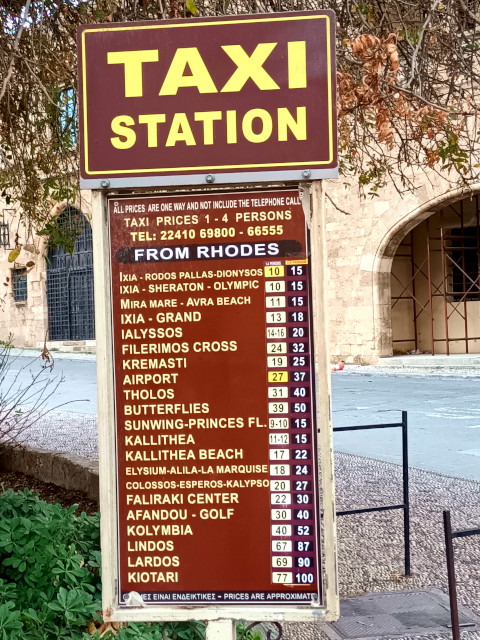 TAXI
STATION
ALL PRICES ARE ONE WAY AND NOT INCLUDE THE TELEPHONE CALL
TAXI PRICES 1 - 4 PERSONS
TEL: 22410 69800 - 66555
FROM RHODES
IXIA - RODOS PALLAS-DIONYSOS 10 15
IXIA - SHERATON - OLYMPIC 10 15
MIRA MARE - AVRA BEACH 11 15
IXIA - GRAND 13 18
IALYSSOS 14-16 20
FILERIMOS CROSS 24 32
KREMASTI 19 25
AIRPORT 27 37
THOLOS 31 40
BUTTERFLIES 39 50
SUNWING-PRINCES FL. 9-10 15
KALLITHEA 11-12 15
KALLITHEA BEACH 17 22
ELYSIUM-ALILA-LA MARQUISE 18 24
COLOSSOS-ESPEROS-KALYPSO 20 27
FALIRAKI CENTER 22 30
AFANDOU - GOLF 30 40
KOLYMBIA 40 52
LINDOS 67 87
LARDOS 69 90
KIOTARI 77 100
ΤΙΜΕΣ ΕΙΝΑΙ ΕΝΔΕΙΚΤΙΚΕΣ - PRICES ARE APPROXIMATE